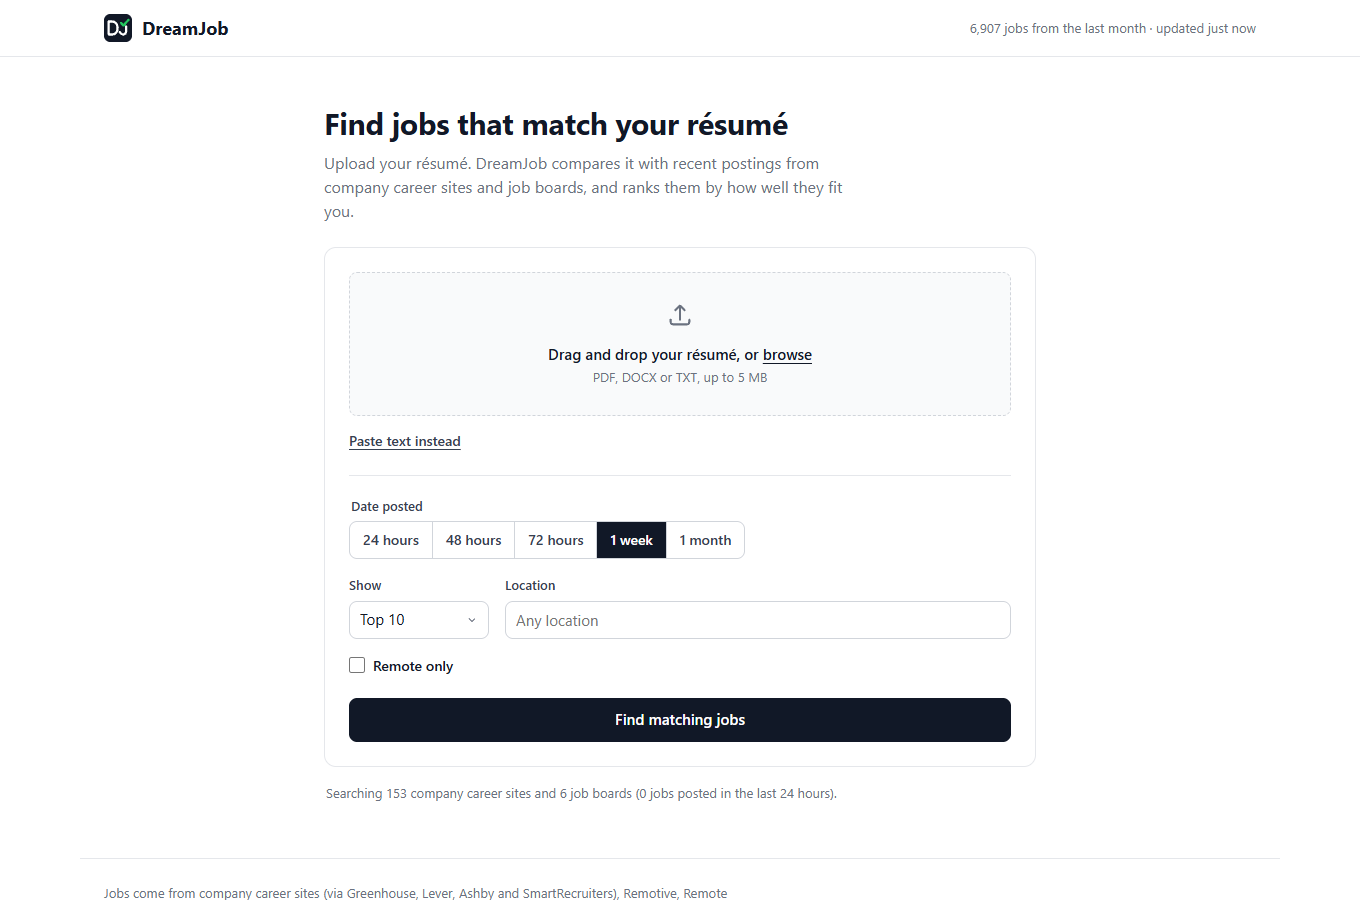 DJ DreamJob
6,907 jobs from the last month · updated just now
Find jobs that match your résumé
Upload your résumé. DreamJob compares it with recent postings from
company career sites and job boards, and ranks them by how well they fit
you.
Drag and drop your résumé, or browse
PDF, DOCX or TXT, up to 5 MB
Paste text instead
Date posted
24 hours 48 hours 72 hours 1 week 1 month
Show Location
Top 10 Any location
Remote only
Find matching jobs
Searching 153 company career sites and 6 job boards (0 jobs posted in the last 24 hours).
Jobs come from company career sites (via Greenhouse, Lever, Ashby and SmartRecruiters), Remotive, Remote